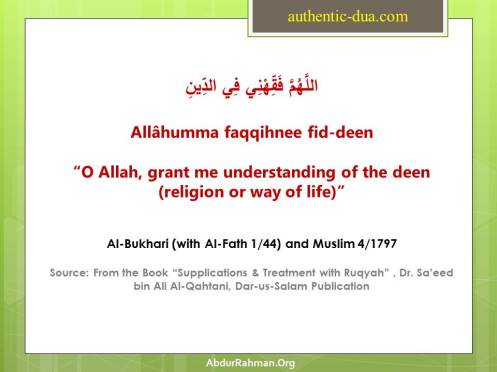 authentic-dua.com
اللَّهُمَّ فَقِّهْنِي فِي الدِّينِ
Allâhumma faqqihnee fid-deen
“O Allah, grant me understanding of the deen
(religion or way of life)”
Al-Bukhari (with Al-Fath 1/44) and Muslim 4/1797
Source: From the Book “Supplications & Treatment with Ruqyah” , Dr. Sa’eed
bin Ali Al-Qahtani, Dar-us-Salam Publication
AbdurRahman.Org